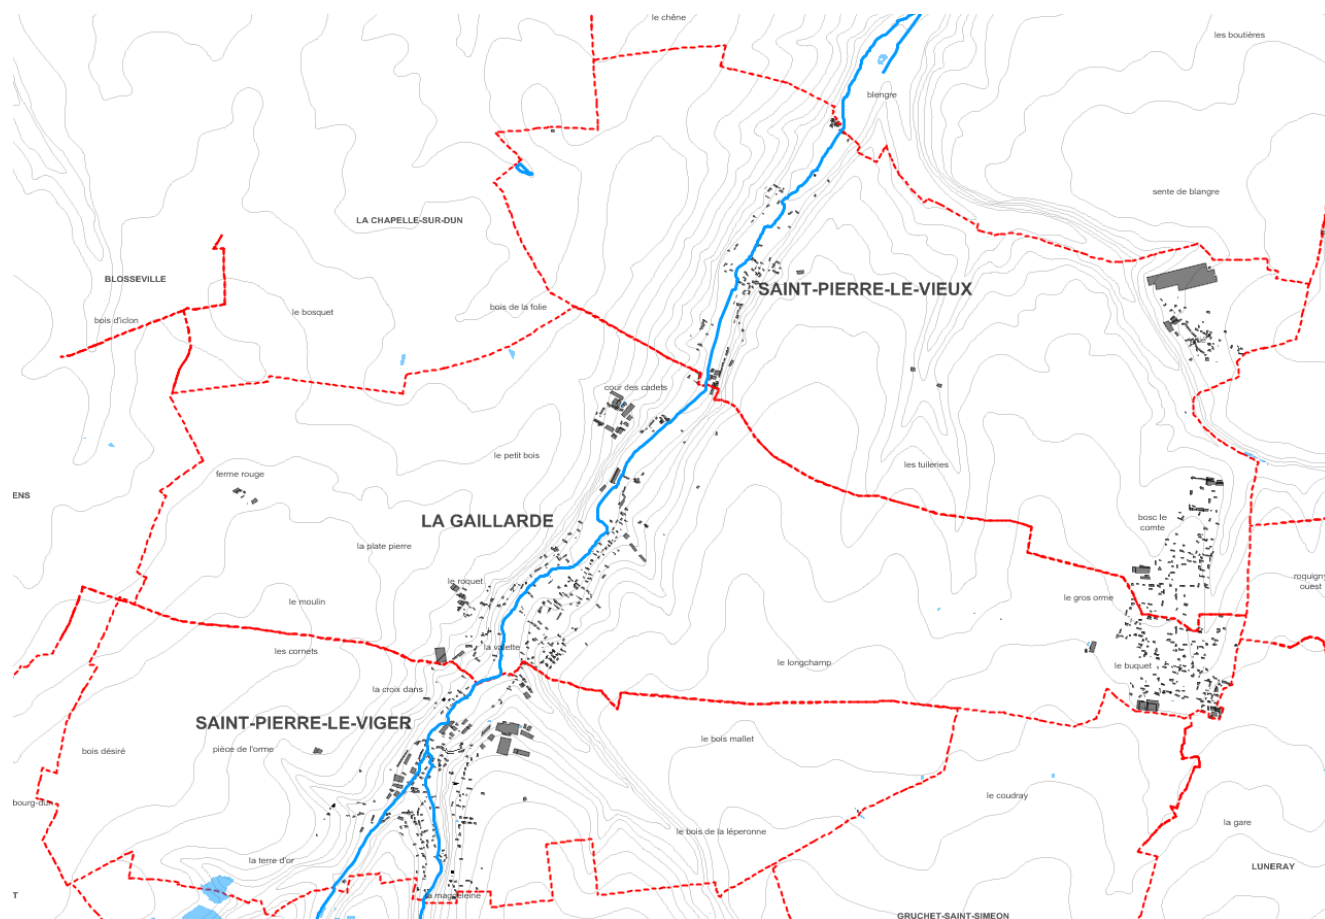 le chêne
les boutières
blengre
sente de blangre
LA CHAPELLE-SUR-DUN
BLOSSEVILLE
SAINT-PIERRE-LE-VIEUX
bois de la folie
le bosquet
bois d'iclon
cour des cadets
le petit bois
les tuileries
ferme rouge
ENS
LA GAILLARDE
bosc le
comte
la plate pierre
le roquet
roquigny
ouest
le gros orme
le moulin
les cornets
la valette
le longchamp
le buquet
la croix dans
SAINT-PIERRE-LE-VIGER
le bois mallet
bois désiré
pièce de l'orme
le coudray
bourg-dun
la gare
le bois de la léperonne
la terre d'or
LUNERAY
T
la magdeleine
GRUCHET-SAINT-SIMEON